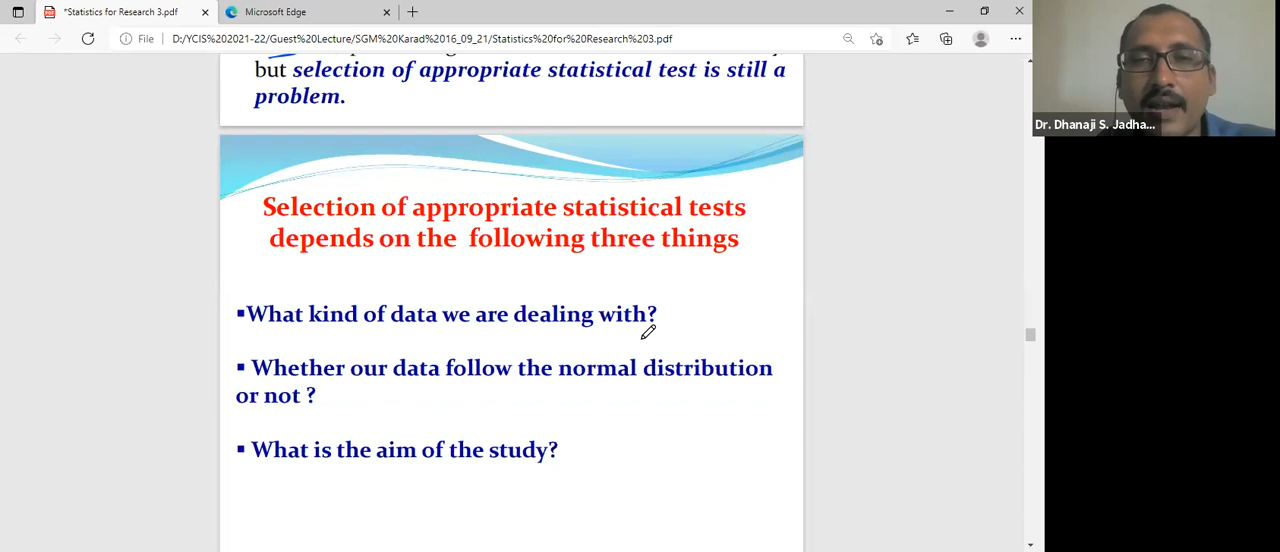 *Statistics for Research 3.pdf
Microsoft Edge
File
D:/YCIS%202021-22/Guest%20Lecture/SGM%20Karad%2016_09_21/Statistics%20for%20Research%203.pdf
but selection of appropriate statistical test is still a
problem.
Dr. Dhanaji S. Jadha...
Selection of appropriate statistical tests
depends on the following three things
▪What kind of data we are dealing with?
▪ Whether our data follow the normal distribution
or not ?
▪ What is the aim of the study?